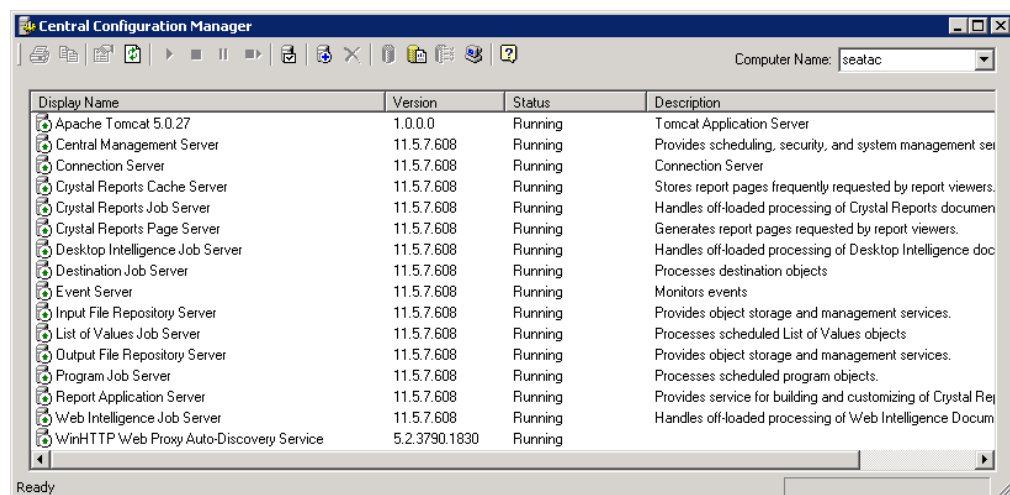 Central Configuration Manager
Computer Name: seatac
Display Name Version Status Description
Apache Tomcat 5.0.27 1.0.0.0 Running Tomcat Application Server
Central Management Server 11.5.7.608 Running Provides scheduling, security, and system management ser
Connection Server 11.5.7.608 Running Connection Server
Crystal Reports Cache Server 11.5.7.608 Running Stores report pages frequently requested by report viewers.
Crystal Reports Job Server 11.5.7.608 Running Handles off-loaded processing of Crystal Reports documen
Crystal Reports Page Server 11.5.7.608 Running Generates report pages requested by report viewers.
Desktop Intelligence Job Server 11.5.7.608 Running Handles off-loaded processing of Desktop Intelligence doc
Destination Job Server 11.5.7.608 Running Processes destination objects
Event Server 11.5.7.608 Running Monitors events
Input File Repository Server 11.5.7.608 Running Provides object storage and management services.
List of Values Job Server 11.5.7.608 Running Processes scheduled List of Values objects
Output File Repository Server 11.5.7.608 Running Provides object storage and management services.
Program Job Server 11.5.7.608 Running Processes scheduled program objects.
Report Application Server 11.5.7.608 Running Provides service for building and customizing of Crystal Rep
Web Intelligence Job Server 11.5.7.608 Running Handles off-loaded processing of Web Intelligence Docum
WinHTTP Web Proxy Auto-Discovery Service 5.2.3790.1830 Running
Ready